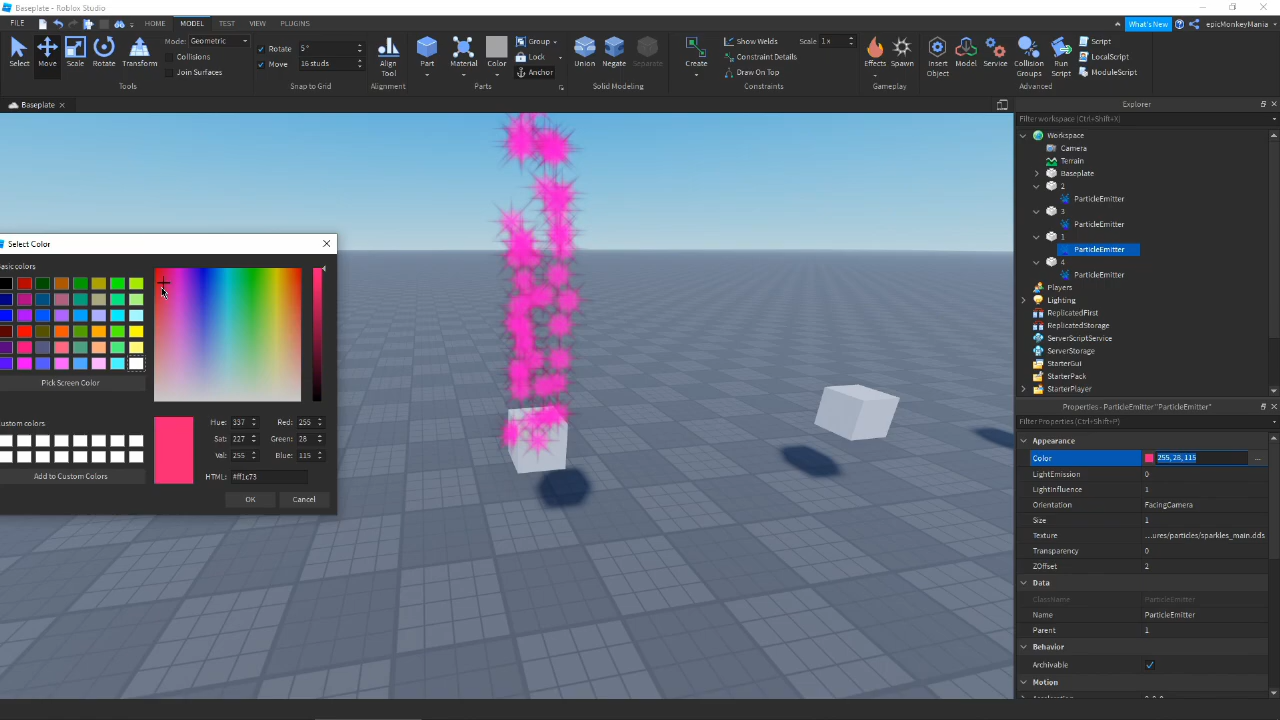 Baseplate - Roblox Studio
FILE HOME MODEL TEST VIEW PLUGINS What's New epicMonkeyMania
Select Move Scale Rotate Transform
Mode: Geometric
Collisions
Join Surfaces
Tools
Rotate 5°
Move 16 studs
Snap to Grid
Align Tool
Alignment
Part Material Color
Group
Lock
Anchor
Parts
Union Negate Separate
Solid Modeling
Create
Show Welds Scale 1x
Constraint Details
Draw On Top
Constraints
Effects Spawn
Gameplay
Insert Object Model Service Collision Groups Run Script
Script
LocalScript
ModuleScript
Advanced
Baseplate
Explorer
Filter workspace (Ctrl+Shift+X)
Workspace
Camera
Terrain
Baseplate
2
ParticleEmitter
3
ParticleEmitter
1
ParticleEmitter
4
ParticleEmitter
Players
Lighting
ReplicatedFirst
ReplicatedStorage
ServerScriptService
ServerStorage
StarterGui
StarterPack
StarterPlayer
Select Color
Basic colors
Pick Screen Color
ustom colors
Add to Custom Colors
Hue: 337 Red: 255
Sat: 227 Green: 28
Val: 255 Blue: 115
HTML: #ff1c73
OK Cancel
Properties - ParticleEmitter "ParticleEmitter"
Filter Properties (Ctrl+Shift+P)
Appearance
Color 255, 28, 115 ...
LightEmission 0
LightInfluence 1
Orientation FacingCamera
Size 1
Texture ...ures/particles/sparkles_main.dds
Transparency 0
ZOffset 2
Data
ClassName ParticleEmitter
Name ParticleEmitter
Parent 1
Behavior
Archivable
Motion